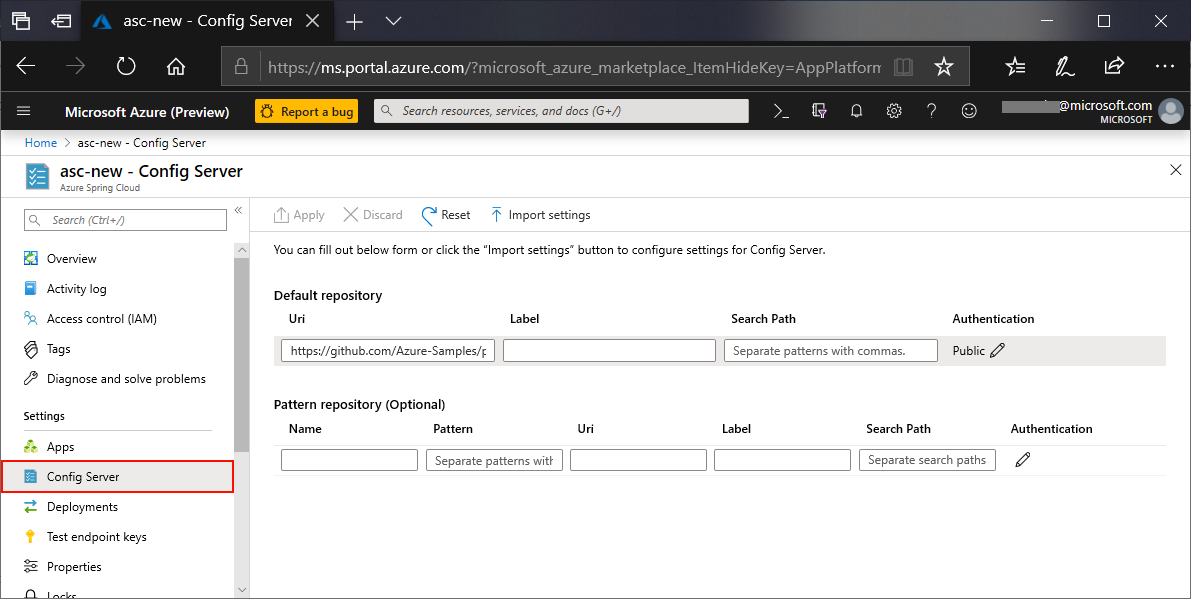 asc-new - Config Server
https://ms.portal.azure.com/?microsoft_azure_marketplace_ItemHideKey=AppPlatform
Microsoft Azure (Preview)
Report a bug
Search resources, services, and docs (G+/)
@microsoft.com
MICROSOFT
Home > asc-new - Config Server
asc-new - Config Server
Azure Spring Cloud
Search (Ctrl+/)
Overview
Activity log
Access control (IAM)
Tags
Diagnose and solve problems
Settings
Apps
Config Server
Deployments
Test endpoint keys
Properties
Locks
Apply
Discard
Reset
Import settings
You can fill out below form or click the “Import settings” button to configure settings for Config Server.
Default repository
Uri
Label
Search Path
Authentication
https://github.com/Azure-Samples/p
Separate patterns with commas.
Public
Pattern repository (Optional)
Name
Pattern
Uri
Label
Search Path
Authentication
Separate patterns with
Separate search paths